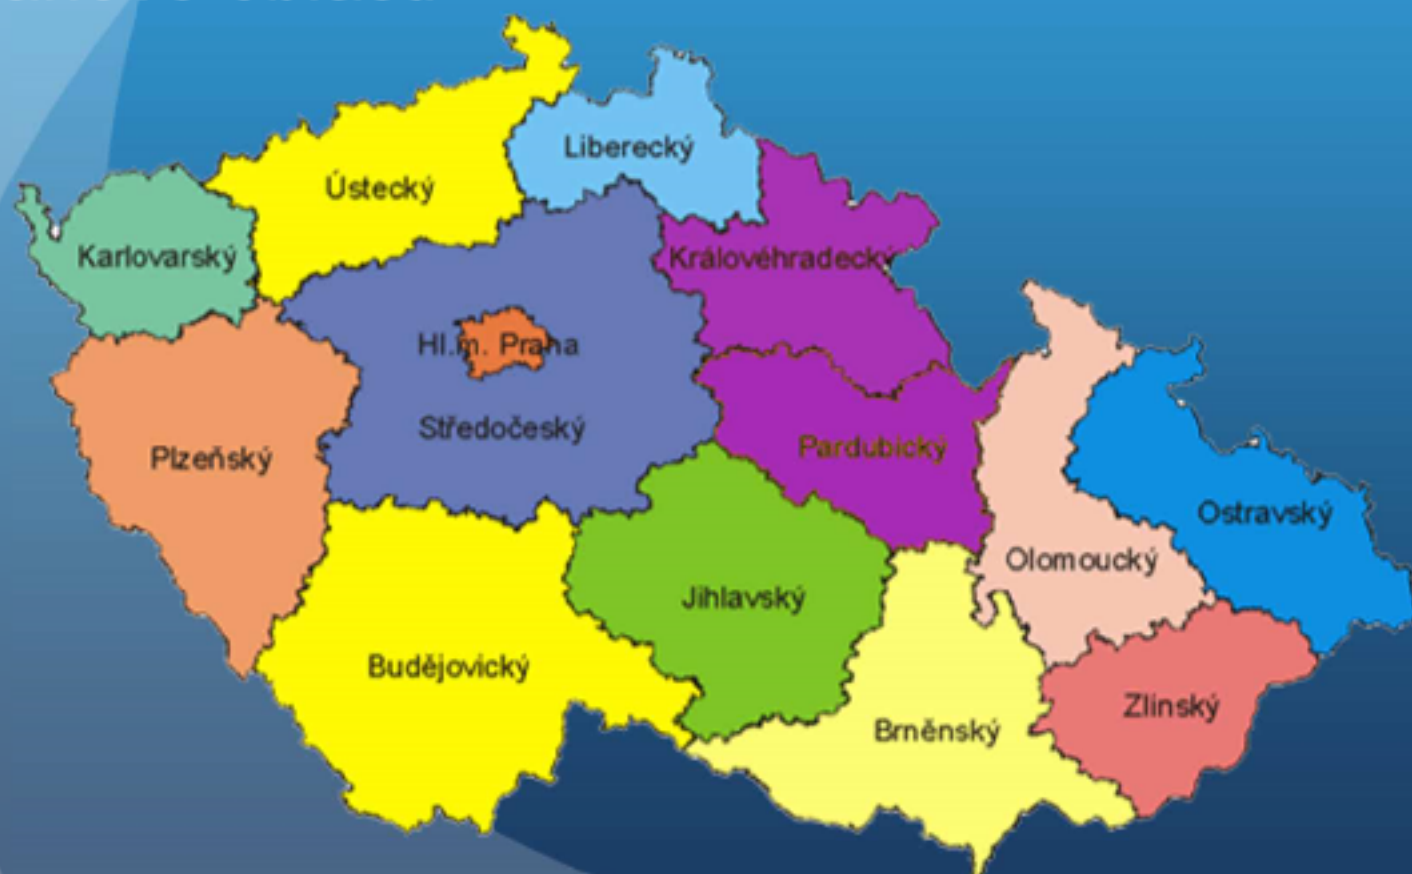 Liberecký
Ústecký
Karlovarský
Královéhradecký
Hl.m. Praha
Středočeský
Plzeňský
Pardubický
Ostravský
Olomoucký
Jihlavský
Budějovický
Zlínský
Brněnský